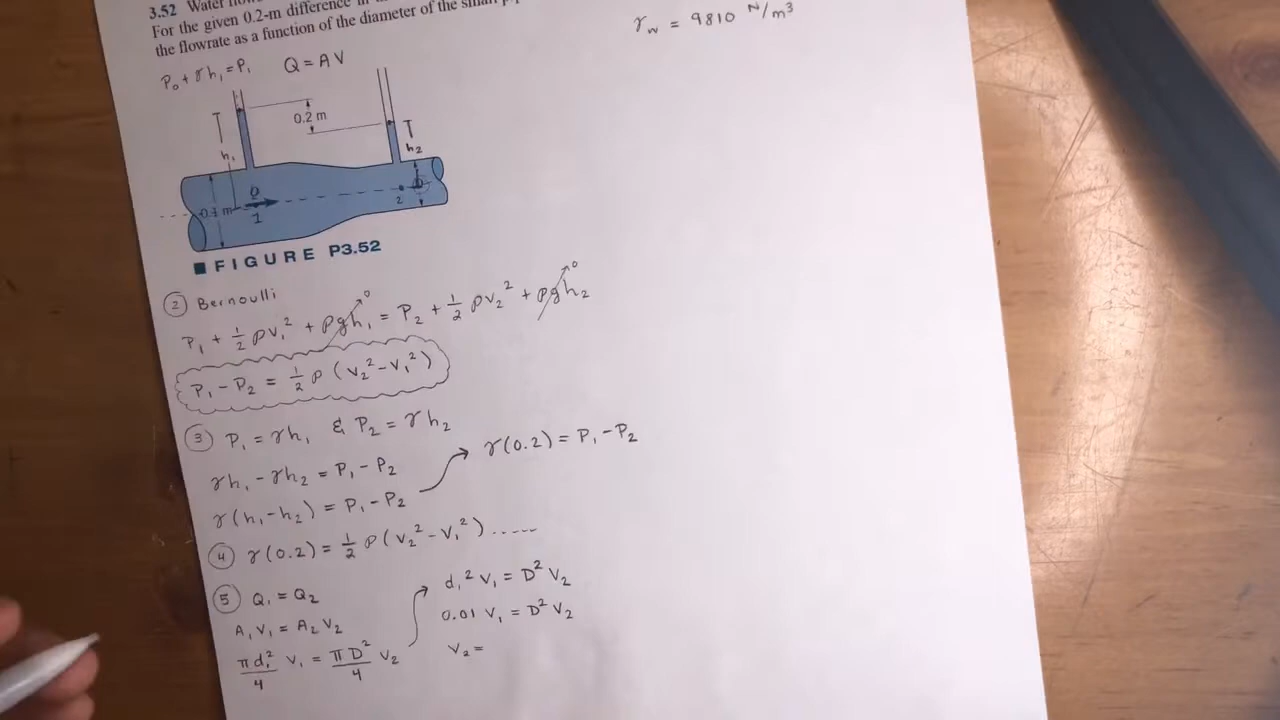 3.52 Water
For the given 0.2-m difference in
the flowrate as a function of the diameter of the small
γw = 9810 N/m³
P₀ + γh₁ = P₁ Q = AV
0.2 m
h₁
h₂
0.1 m
D
1
2
FIGURE P3.52
② Bernoulli
P₁ + ½ρV₁² + ρgh₁ ↗0 = P₂ + ½ρV₂² + ρgh₂ ↗0
P₁ - P₂ = ½ρ(V₂² - V₁²)
③ P₁ = γh₁ & P₂ = γh₂
γh₁ - γh₂ = P₁ - P₂
γ(h₁ - h₂) = P₁ - P₂ → γ(0.2) = P₁ - P₂
④ γ(0.2) = ½ρ(V₂² - V₁²) .....
⑤ Q₁ = Q₂
A₁V₁ = A₂V₂
πd₁²/4 V₁ = πD²/4 V₂
d₁²V₁ = D²V₂
0.01 V₁ = D²V₂
V₂ =